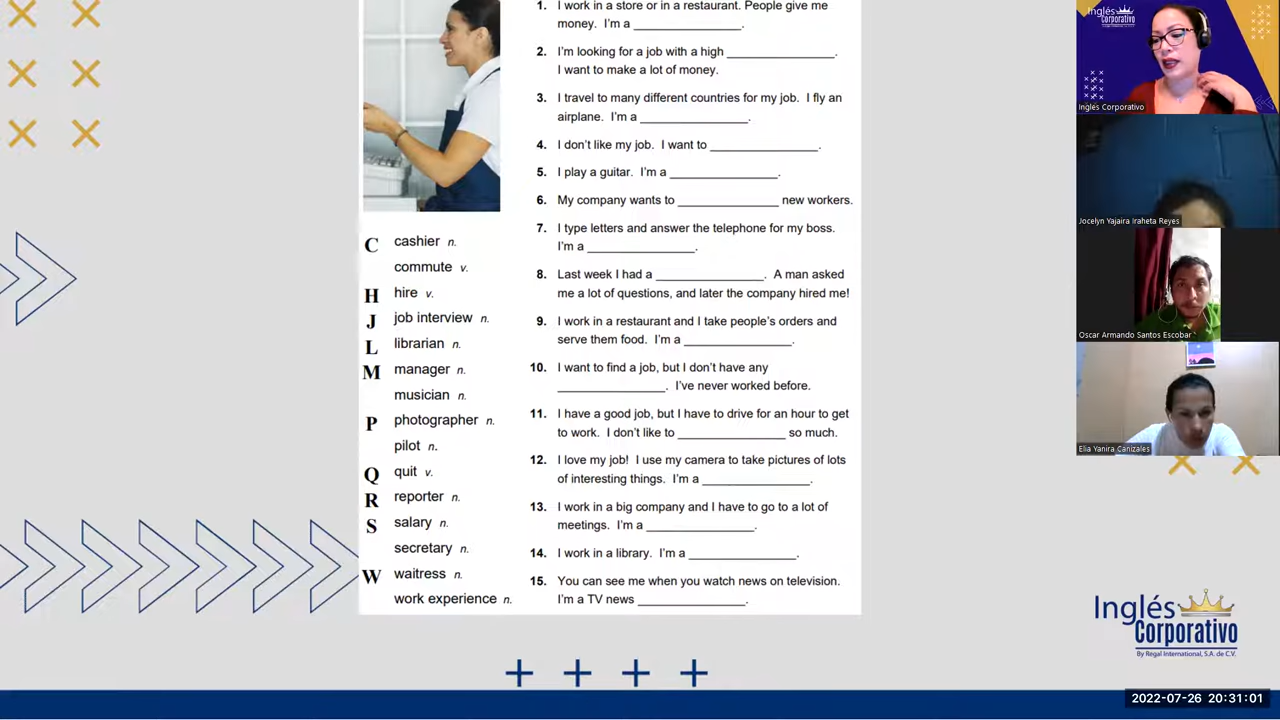 C cashier n.
commute v.
H hire v.
J job interview n.
L librarian n.
M manager n.
musician n.
P photographer n.
pilot n.
Q quit v.
R reporter n.
S salary n.
secretary n.
W waitress n.
work experience n.
1. I work in a store or in a restaurant. People give me
money. I'm a ________________.
2. I'm looking for a job with a high ________________.
I want to make a lot of money.
3. I travel to many different countries for my job. I fly an
airplane. I'm a ________________.
4. I don't like my job. I want to ________________.
5. I play a guitar. I'm a ________________.
6. My company wants to _______________ new workers.
7. I type letters and answer the telephone for my boss.
I'm a ________________.
8. Last week I had a ________________. A man asked
me a lot of questions, and later the company hired me!
9. I work in a restaurant and I take people's orders and
serve them food. I'm a ________________.
10. I want to find a job, but I don't have any
________________. I've never worked before.
11. I have a good job, but I have to drive for an hour to get
to work. I don't like to ________________ so much.
12. I love my job! I use my camera to take pictures of lots
of interesting things. I'm a ________________.
13. I work in a big company and I have to go to a lot of
meetings. I'm a ________________.
14. I work in a library. I'm a ________________.
15. You can see me when you watch news on television.
I'm a TV news ________________.
Inglés
Corporativo
Ingles Corporativo
Jocelyn Yajaira Iraheta Reyes
Oscar Armando Santos Escobar
Elia Yanira Canizales
Inglés
Corporativo
By Regal International, S.A. de C.V.
2022-07-26 20:31:01